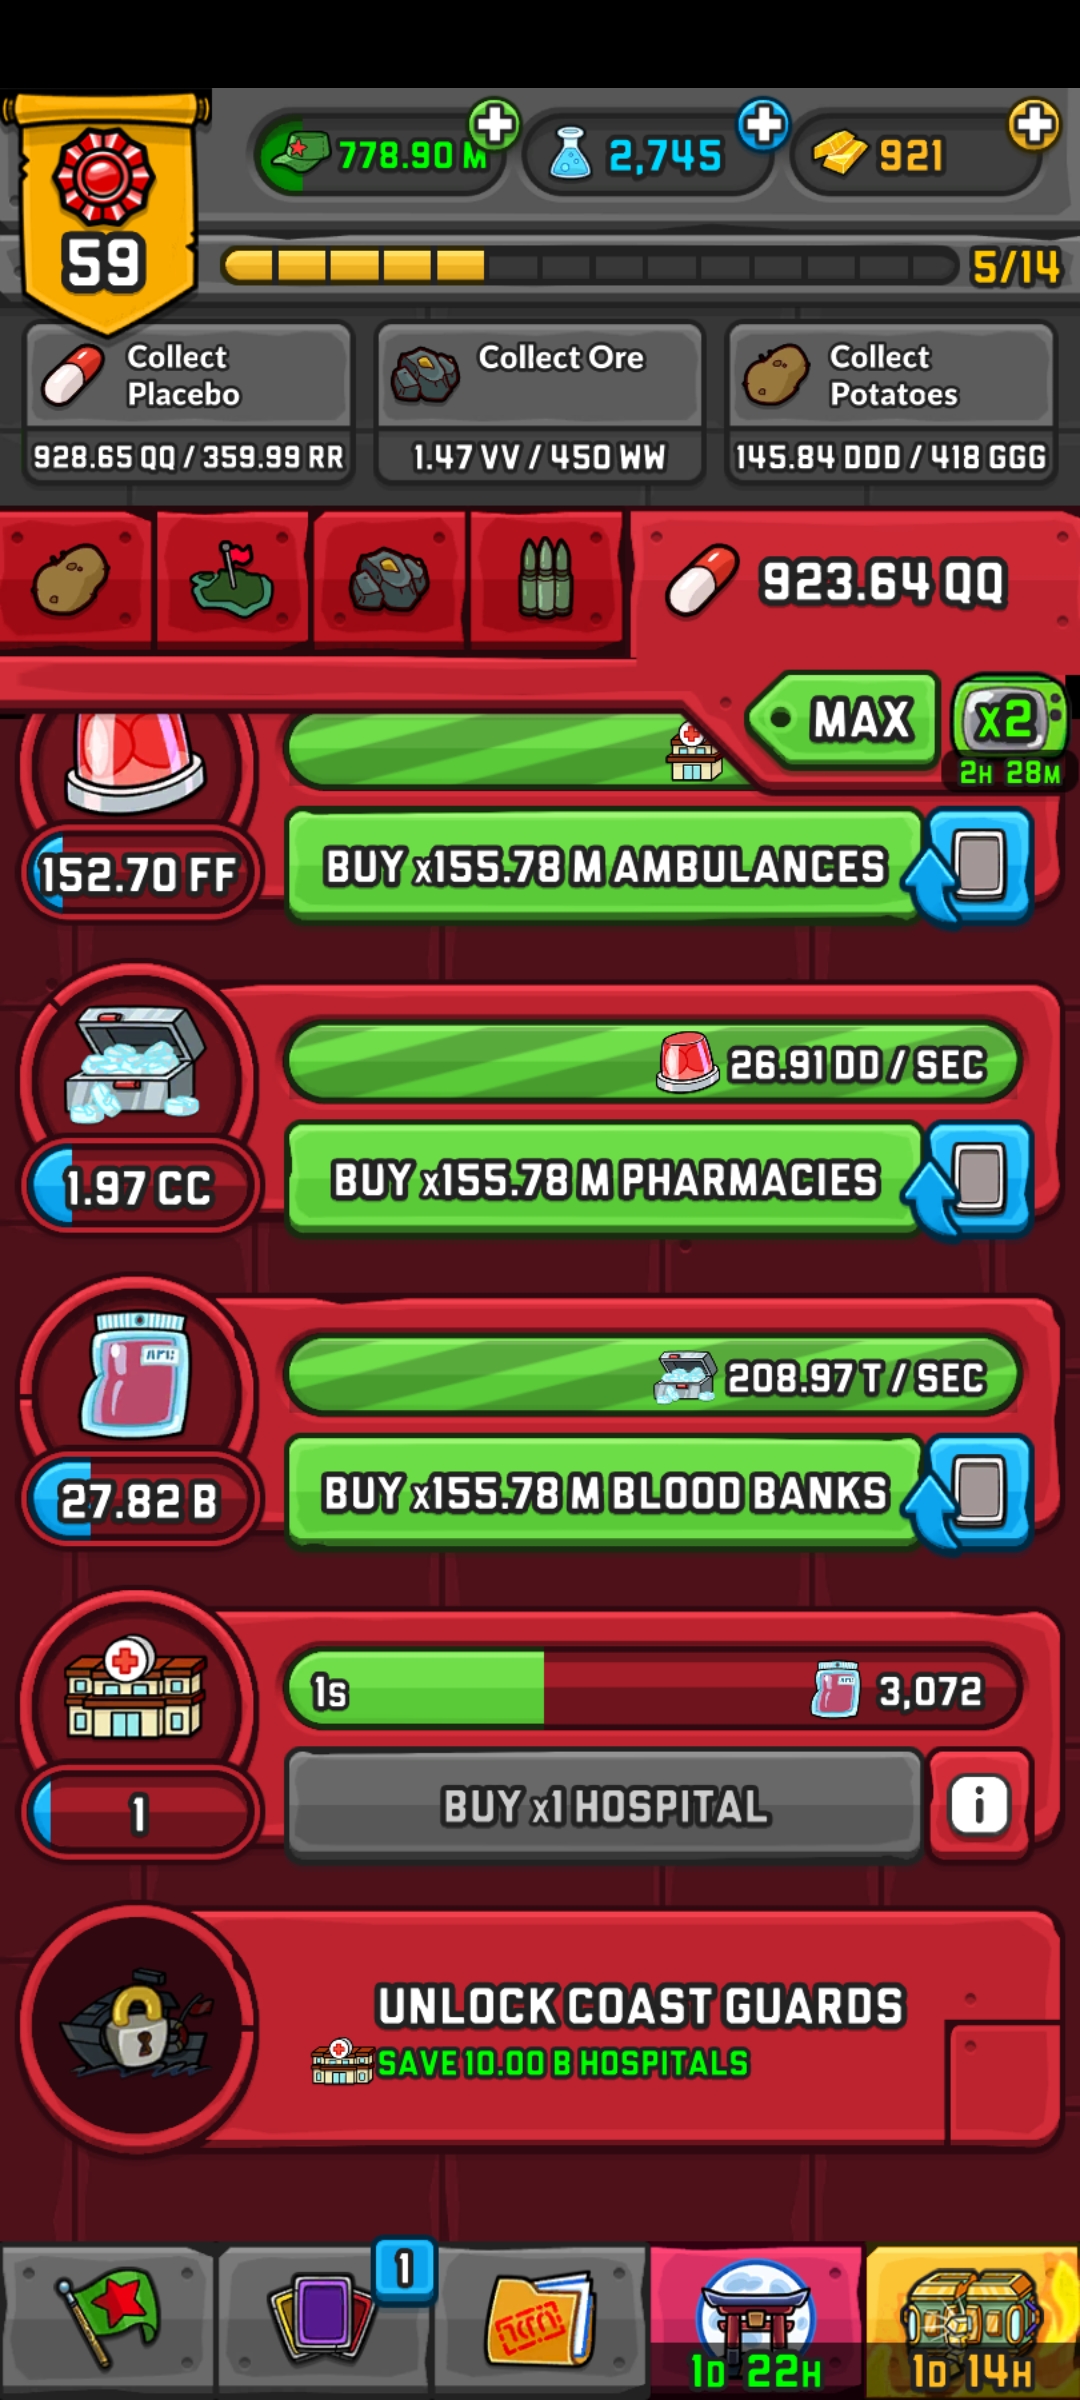 778.90 M
2,745
921
59
5/14
Collect
Placebo
928.65 QQ / 359.99 RR
Collect Ore
1.47 VV / 450 WW
Collect
Potatoes
145.84 DDD / 418 GGG
923.64 QQ
MAX
x2
2H 28M
152.70 FF
BUY x155.78 M AMBULANCES
26.91 DD / SEC
1.97 CC
BUY x155.78 M PHARMACIES
208.97 T / SEC
27.82 B
BUY x155.78 M BLOOD BANKS
1s
3,072
1
BUY x1 HOSPITAL
i
UNLOCK COAST GUARDS
SAVE 10.00 B HOSPITALS
1
1D 22H
1D 14H